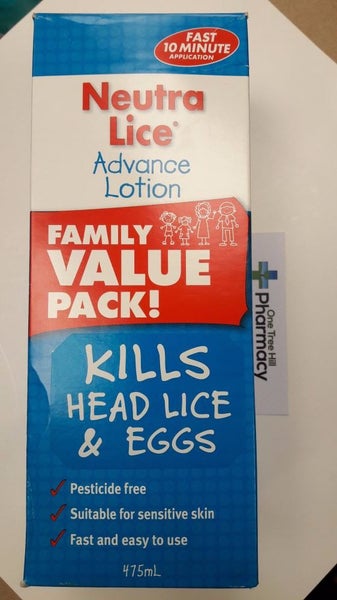 FAST
10 MINUTE
APPLICATION
Neutra
Lice®
Advance
Lotion
FAMILY
VALUE
PACK!
KILLS
HEAD LICE
& EGGS
✓ Pesticide free
✓ Suitable for sensitive skin
✓ Fast and easy to use
475mL
One Tree Hill
Pharmacy